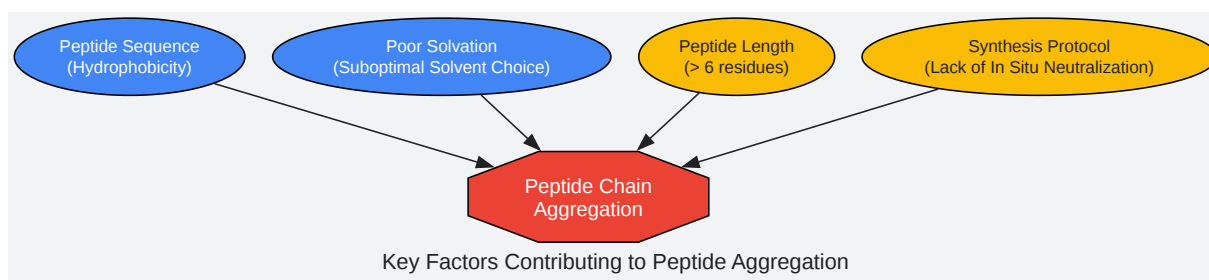 Peptide Sequence
(Hydrophobicity)
Poor Solvation
(Suboptimal Solvent Choice)
Peptide Length
(> 6 residues)
Synthesis Protocol
(Lack of In Situ Neutralization)
Peptide Chain
Aggregation
Key Factors Contributing to Peptide Aggregation